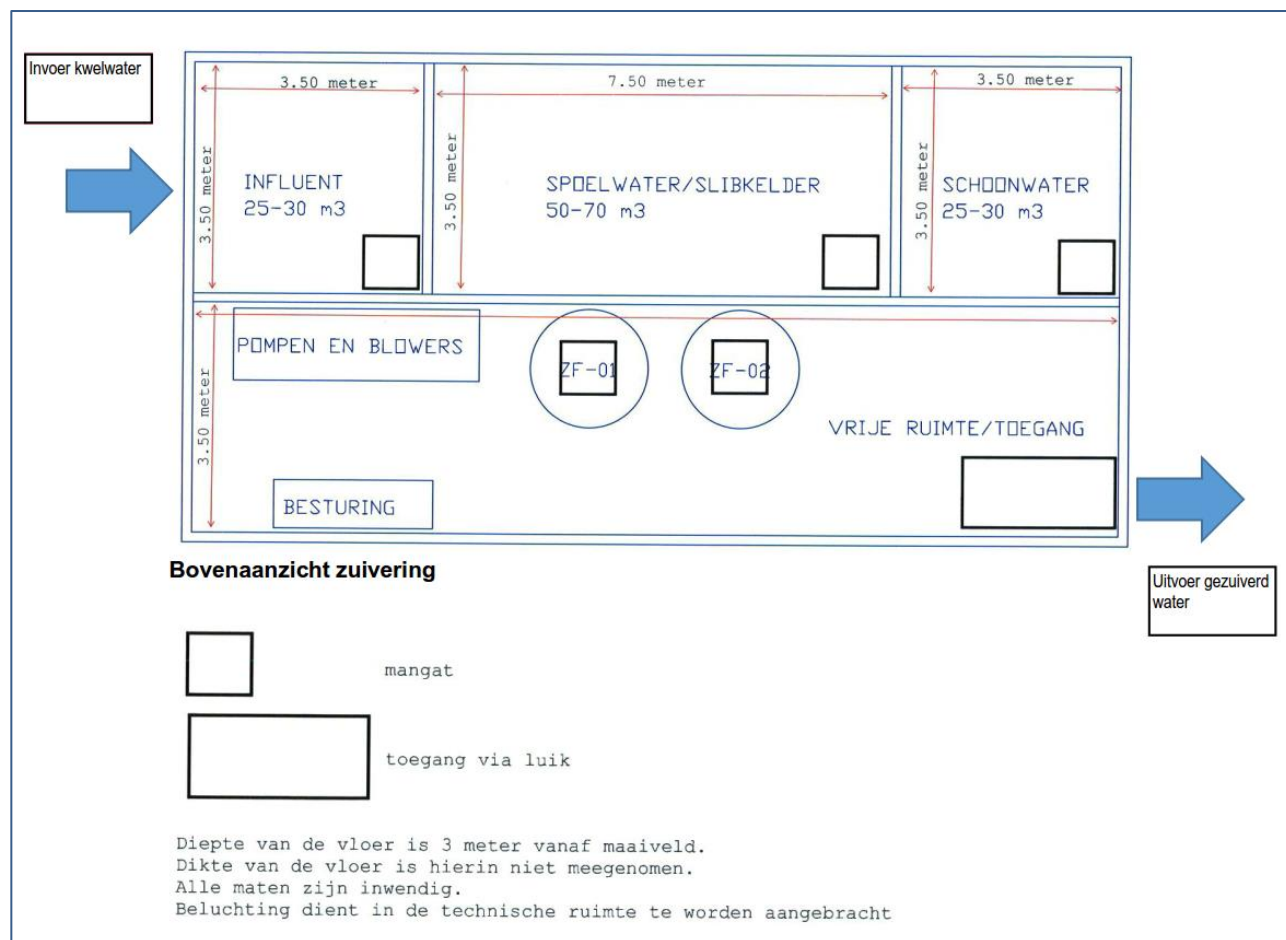 Invoer kwelwater
3.50 meter
7.50 meter
3.50 meter
3.50 meter
3.50 meter
3.50 meter
INFLUENT
25-30 m3
SPOELWATER/SLIBKELDER
50-70 m3
SCHOONWATER
25-30 m3
POMPEN EN BLOWERS
ZF-01
ZF-02
3.50 meter
VRIJE RUIMTE/TOEGANG
BESTURING
Bovenaanzicht zuivering
Uitvoer gezuiverd
water
mangat
toegang via luik
Diepte van de vloer is 3 meter vanaf maaiveld.
Dikte van de vloer is hierin niet meegenomen.
Alle maten zijn inwendig.
Beluchting dient in de technische ruimte te worden aangebracht